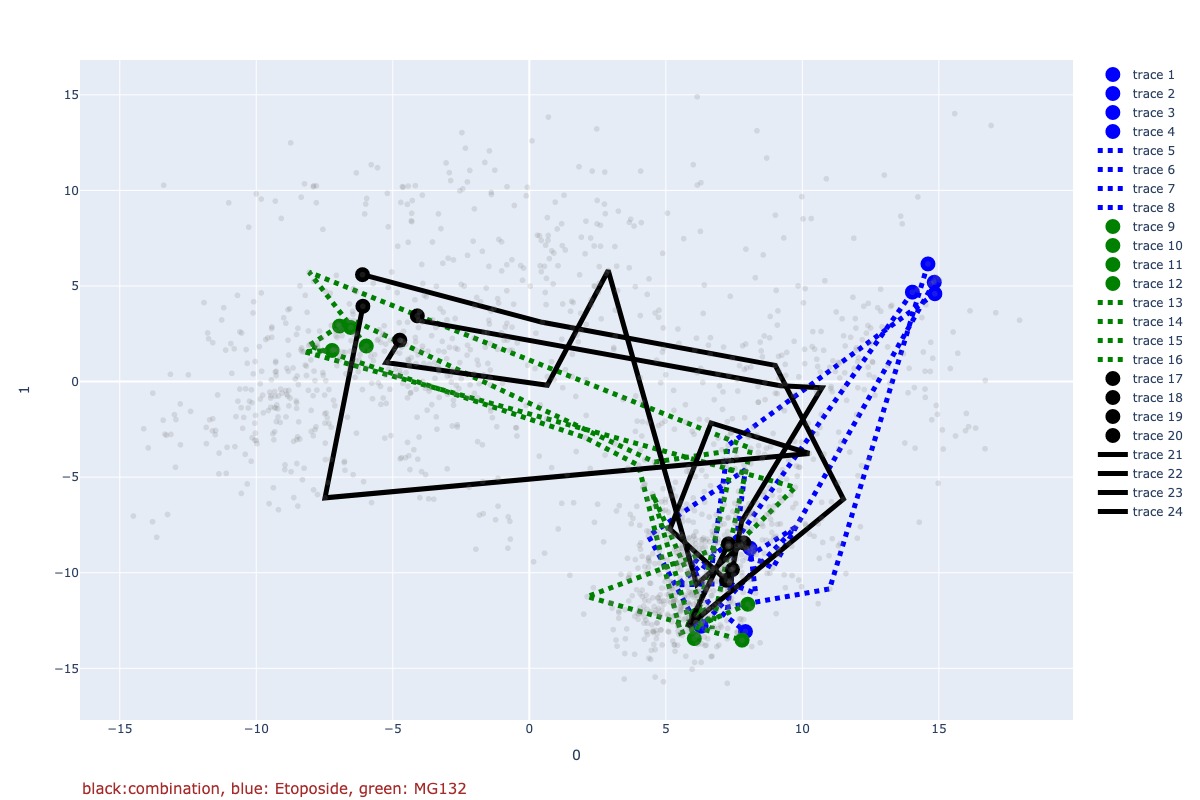 15
10
5
0
−5
−10
−15
1
−15
−10
−5
0
5
10
15
0
trace 1
trace 2
trace 3
trace 4
trace 5
trace 6
trace 7
trace 8
trace 9
trace 10
trace 11
trace 12
trace 13
trace 14
trace 15
trace 16
trace 17
trace 18
trace 19
trace 20
trace 21
trace 22
trace 23
trace 24
black:combination, blue: Etoposide, green: MG132